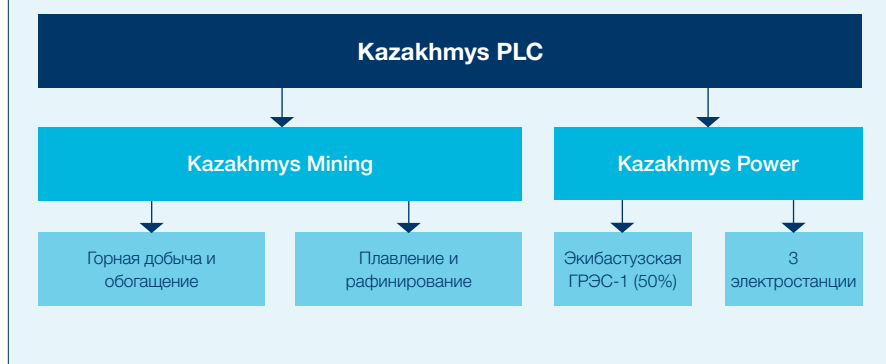 Kazakhmys PLC
Kazakhmys Mining
Kazakhmys Power
Горная добыча и
обогащение
Плавление и
рафинирование
Экибастузская
ГРЭС-1 (50%)
3
электростанции